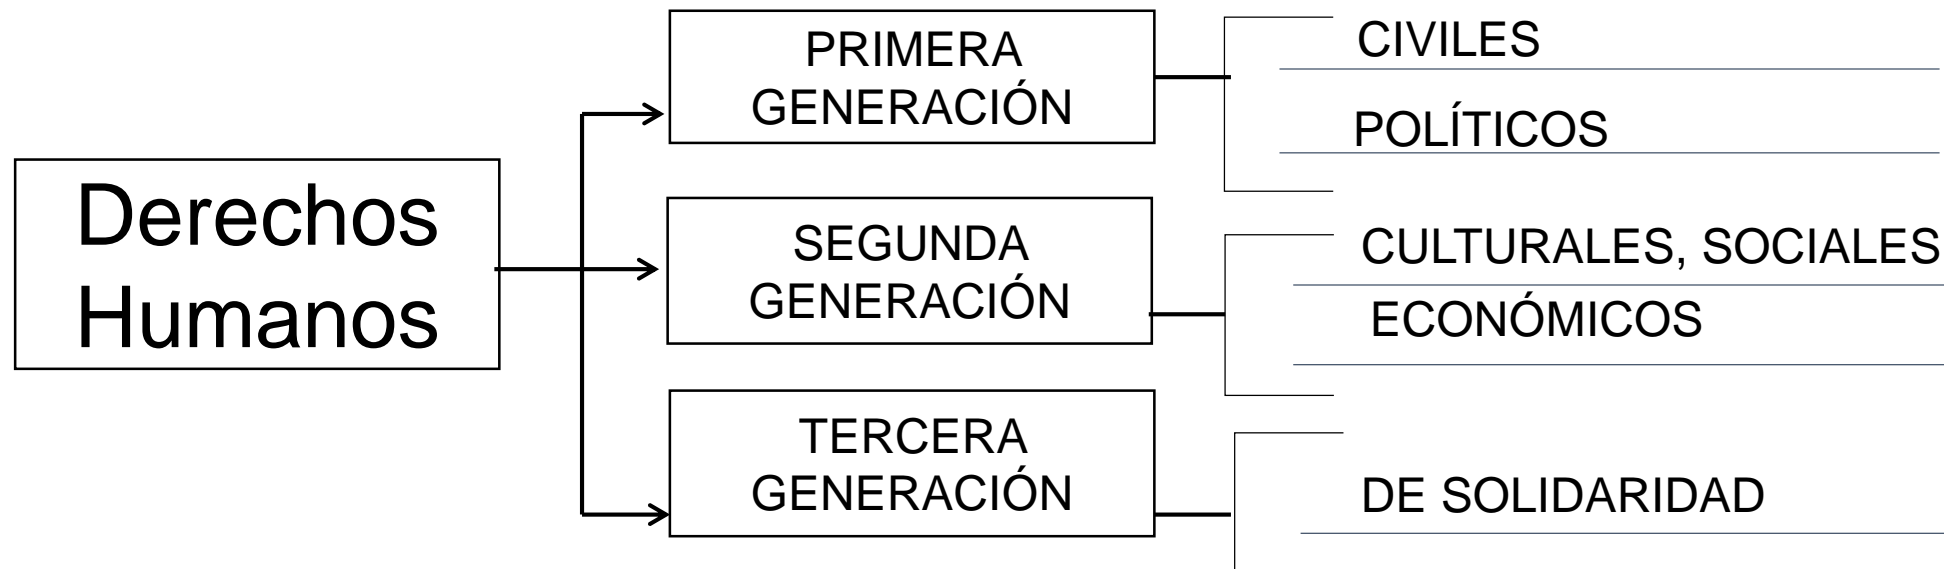 Derechos
Humanos
PRIMERA
GENERACIÓN
CIVILES
POLÍTICOS
SEGUNDA
GENERACIÓN
CULTURALES, SOCIALES
ECONÓMICOS
TERCERA
GENERACIÓN
DE SOLIDARIDAD